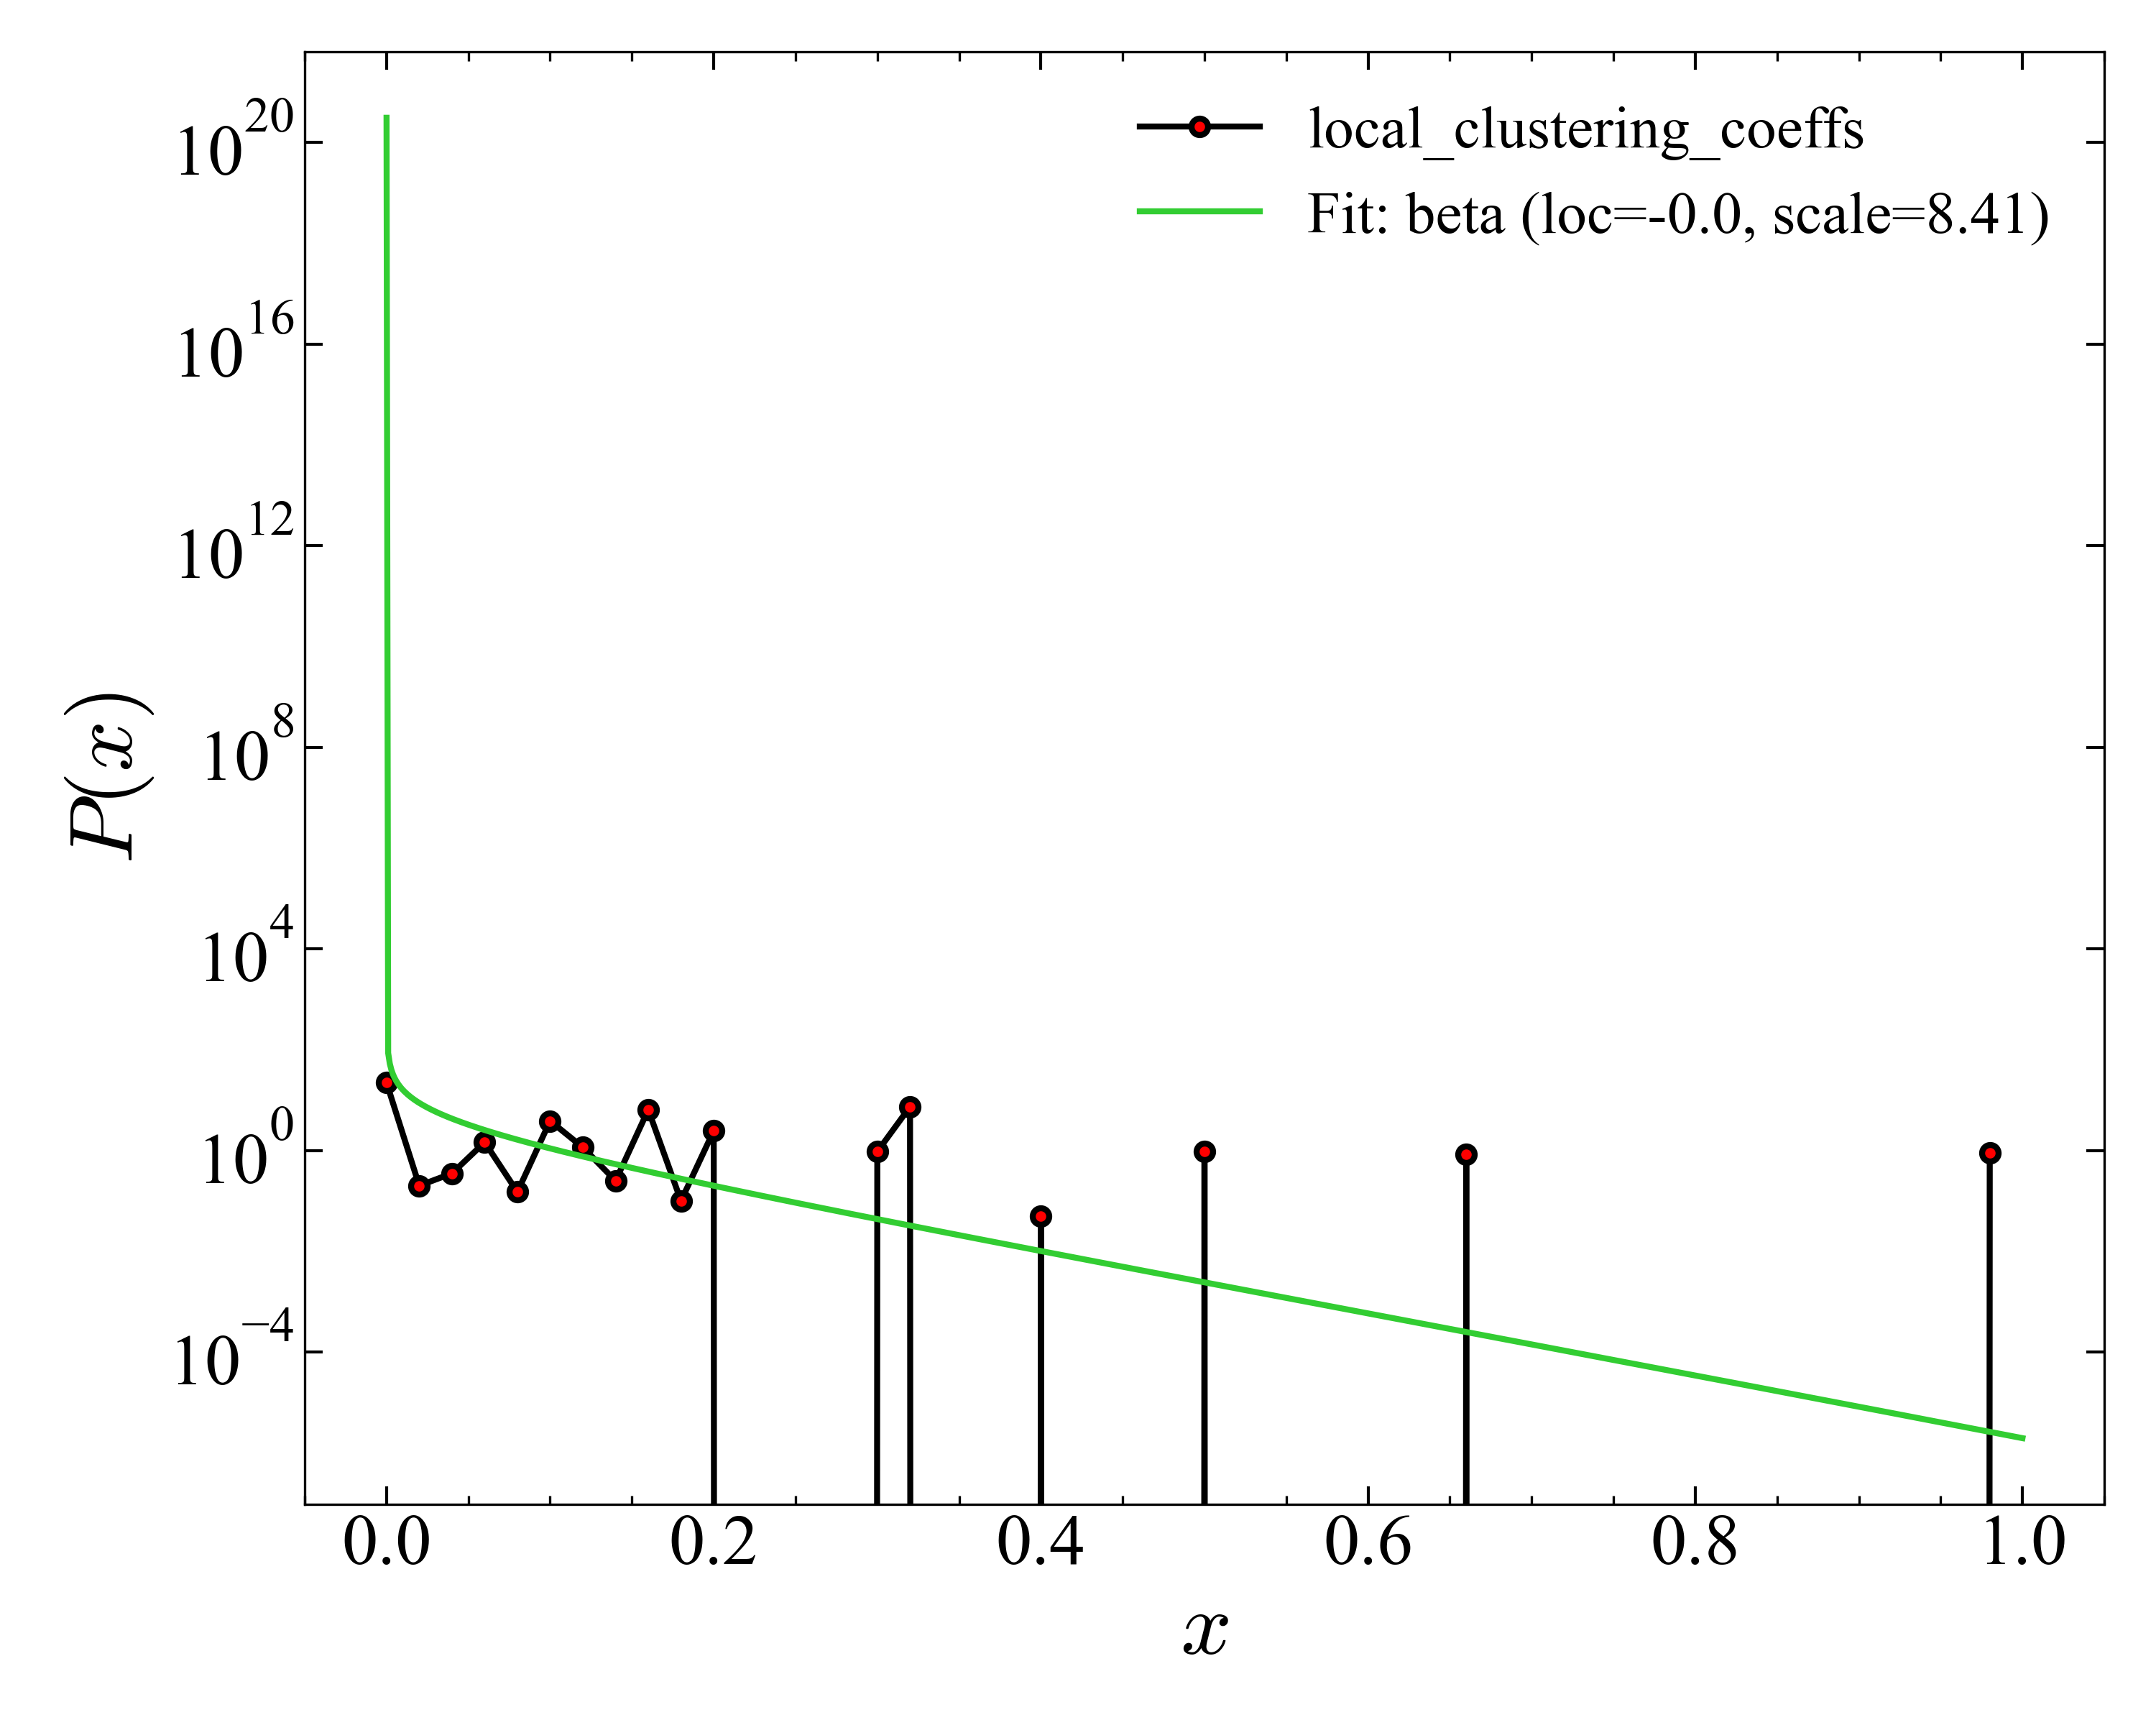 local_clustering_coeffs
Fit: beta (loc=-0.0, scale=8.41)
10^20
10^16
10^12
10^8
10^4
10^0
10^−4
P(x)
0.0 0.2 0.4 0.6 0.8 1.0
x